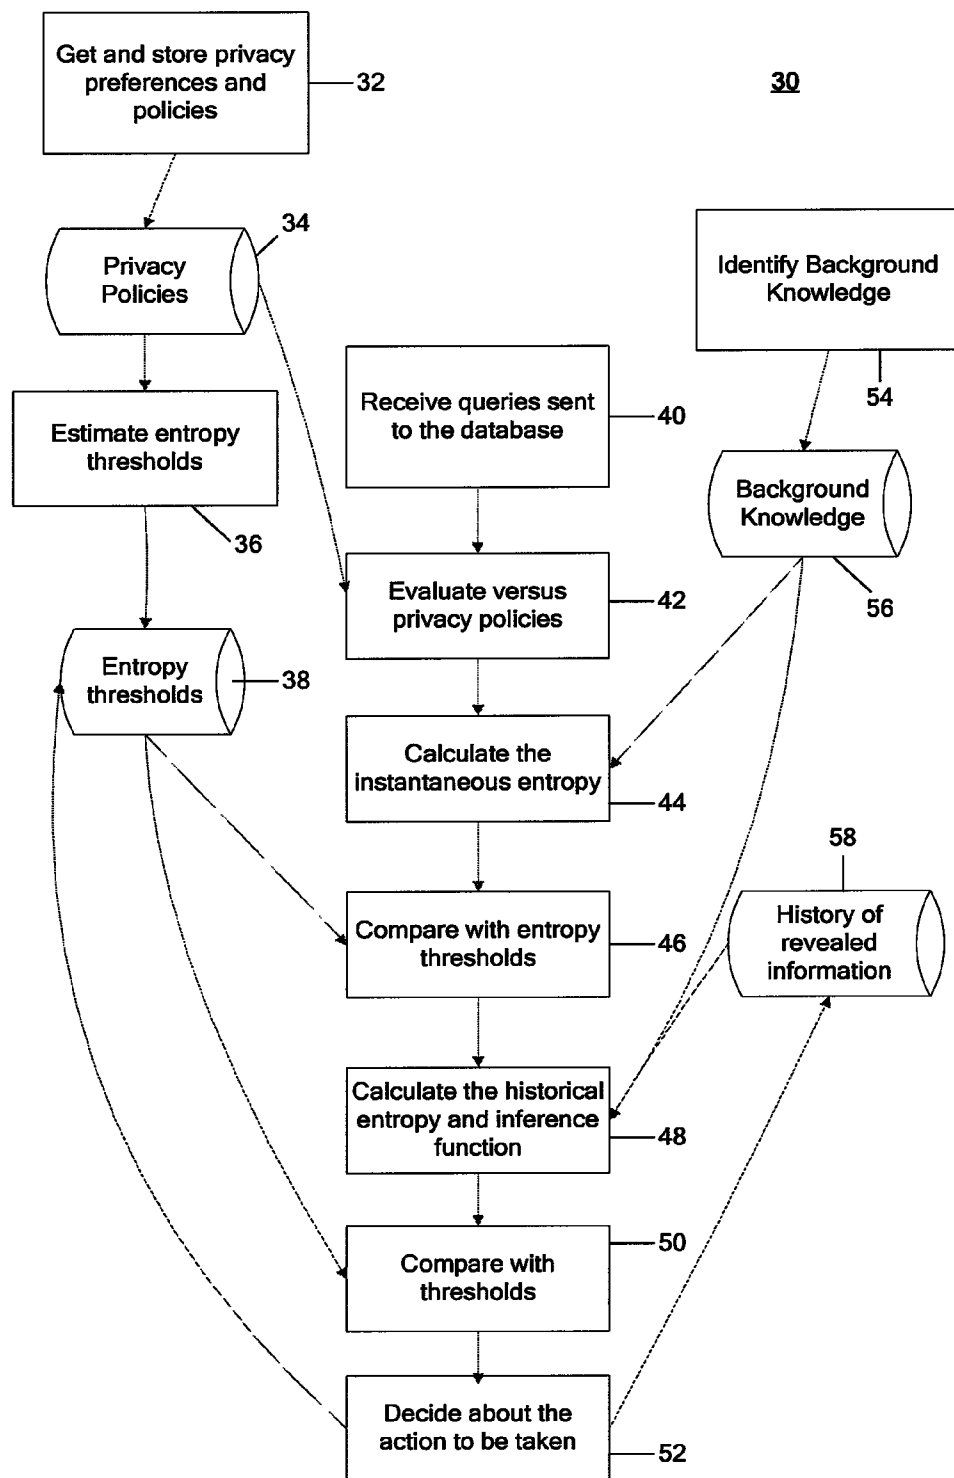 Get and store privacy
preferences and
policies
32
30
34
Privacy
Policies
Identify Background
Knowledge
54
Receive queries sent
to the database
40
Estimate entropy
thresholds
36
Background
Knowledge
56
Evaluate versus
privacy policies
42
Entropy
thresholds
38
Calculate the
instantaneous entropy
44
58
History of
revealed
information
Compare with entropy
thresholds
46
Calculate the historical
entropy and inference
function
48
50
Compare with
thresholds
Decide about the
action to be taken
52